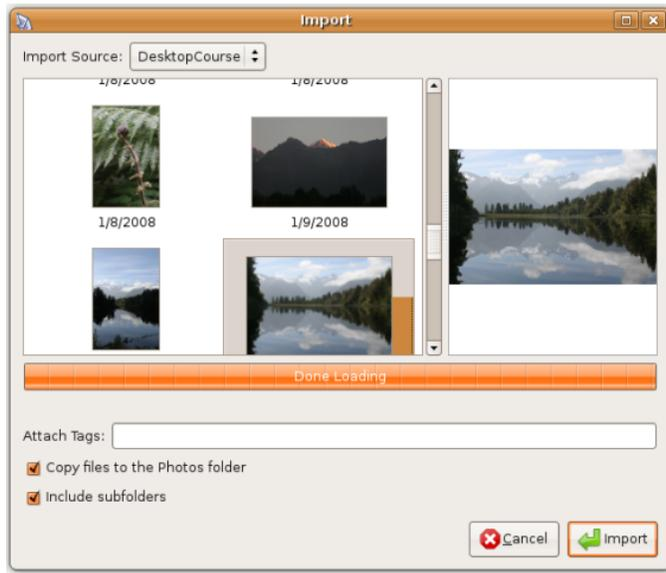 Import
Import Source: DesktopCourse
1/8/2008 1/8/2008
1/8/2008 1/9/2008
Done Loading
Attach Tags:
Copy files to the Photos folder
Include subfolders
Cancel Import